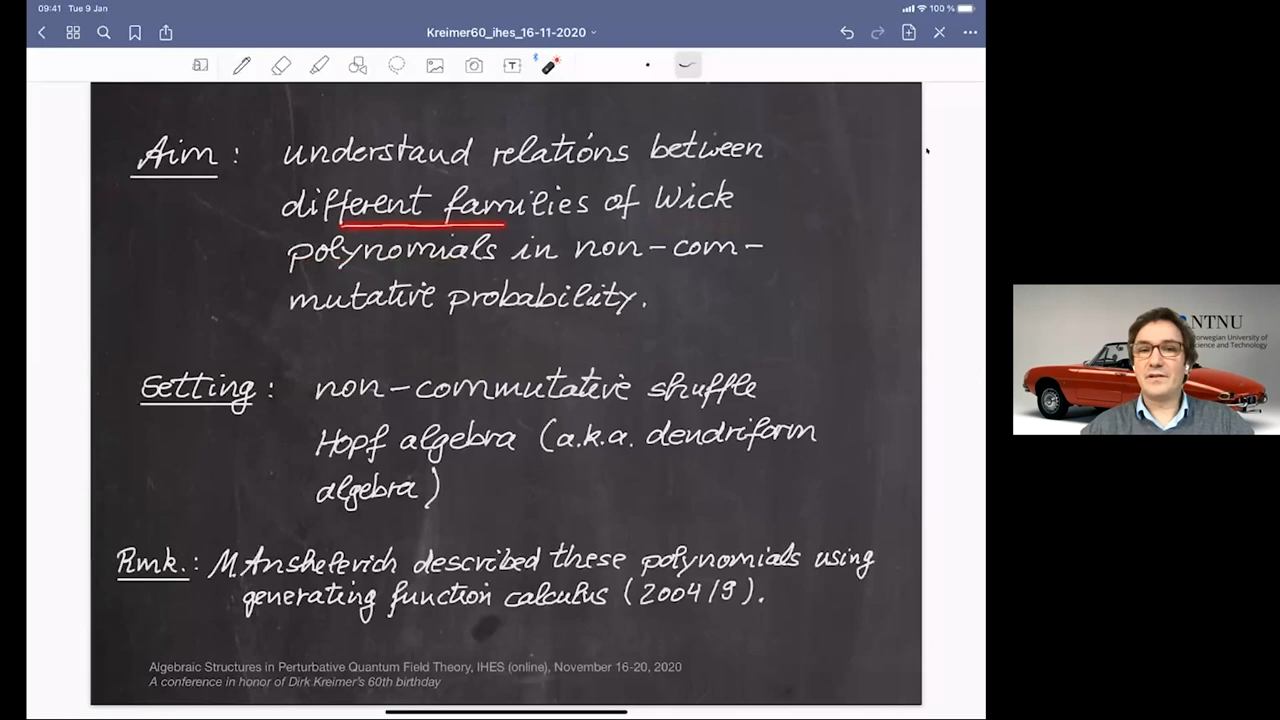 09:41 Tue 9 Jan
100 %
Kreimer60_ihes_16-11-2020
Aim: understand relations between
different families of Wick
polynomials in non-com-
mutative probability.
Setting: non-commutative shuffle
Hopf algebra (a.k.a. dendriform
algebra)
Rmk.: M. Anshelevich described these polynomials using
generating function calculus (2004/9).
Algebraic Structures in Perturbative Quantum Field Theory, IHES (online), November 16-20, 2020
A conference in honor of Dirk Kreimer's 60th birthday
NTNU
Norwegian University of
Science and Technology